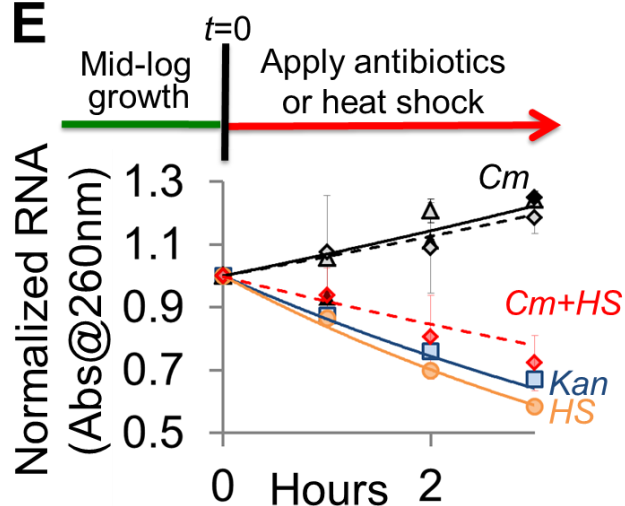 E
t=0
Mid-log
growth
Apply antibiotics
or heat shock
Normalized RNA
(Abs@260nm)
1.3
1.1
0.9
0.7
0.5
Cm
Cm+HS
Kan
HS
0
Hours
2